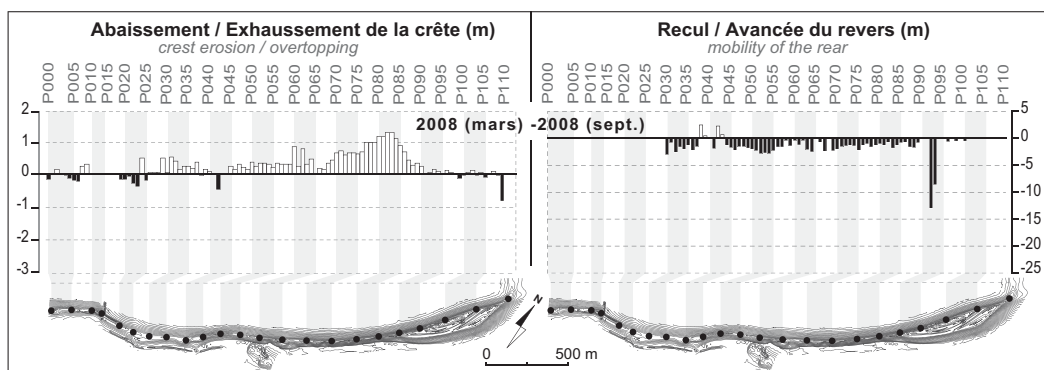 Abaissement / Exhaussement de la crête (m)
crest erosion / overtopping
P000
P005
P010
P015
P020
P025
P030
P035
P040
P045
P050
P055
P060
P065
P070
P075
P080
P085
P090
P095
P100
P105
P110
2
1
0
-1
-2
-3
Recul / Avancée du revers (m)
mobility of the rear
P000
P005
P010
P015
P020
P025
P030
P035
P040
P045
P050
P055
P060
P065
P070
P075
P080
P085
P090
P095
P100
P105
P110
5
0
-5
-10
-15
-20
-25
2008 (mars) -2008 (sept.)
N
0 500 m